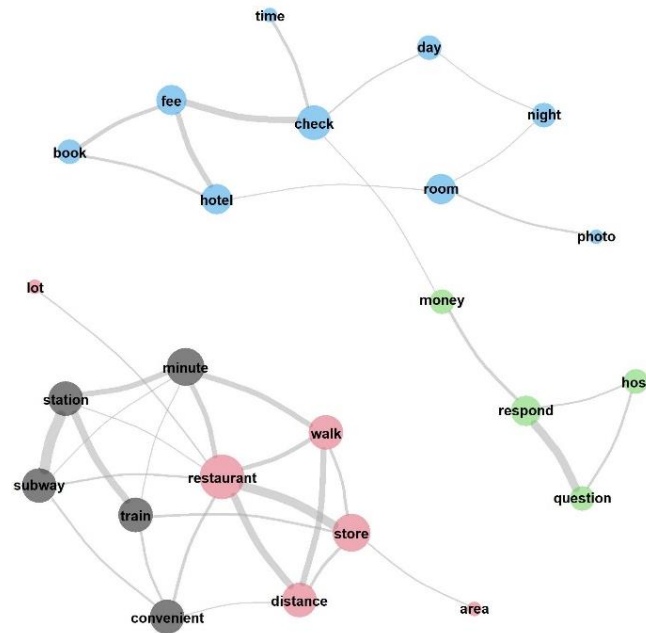 time
day
fee
check
night
book
hotel
room
photo
lot
money
minute
station
hos
respond
walk
restaurant
subway
question
train
store
distance
area
convenient